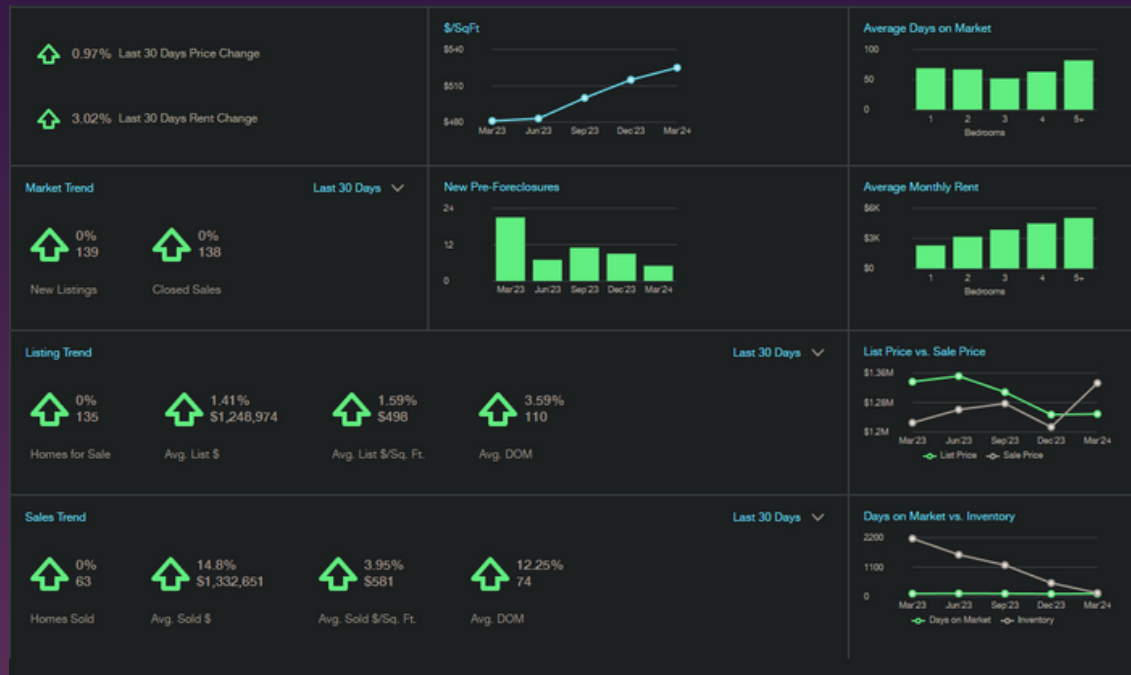 0.97% Last 30 Days Price Change
3.02% Last 30 Days Rent Change
$/SqFt
$540
$510
$480
Mar'23 Jun'23 Sep'23 Dec'23 Mar'24
Average Days on Market
100
50
0
1 2 3 4 5+
Bedrooms
Market Trend
Last 30 Days
0%
139
New Listings
0%
138
Closed Sales
New Pre-Foreclosures
24
12
0
Mar'23 Jun'23 Sep'23 Dec'23 Mar'24
Average Monthly Rent
$6K
$3K
$0
1 2 3 4 5+
Bedrooms
Listing Trend
Last 30 Days
0%
135
Homes for Sale
1.41%
$1,248,974
Avg. List $
1.59%
$498
Avg. List $/Sq. Ft.
3.59%
110
Avg. DOM
List Price vs. Sale Price
$1.36M
$1.28M
$1.2M
Mar'23 Jun'23 Sep'23 Dec'23 Mar'24
List Price Sale Price
Sales Trend
Last 30 Days
0%
63
Homes Sold
14.8%
$1,332,651
Avg. Sold $
3.95%
$581
Avg. Sold $/Sq. Ft.
12.25%
74
Avg. DOM
Days on Market vs. Inventory
2200
1100
0
Mar'23 Jun'23 Sep'23 Dec'23 Mar'24
Days on Market Inventory